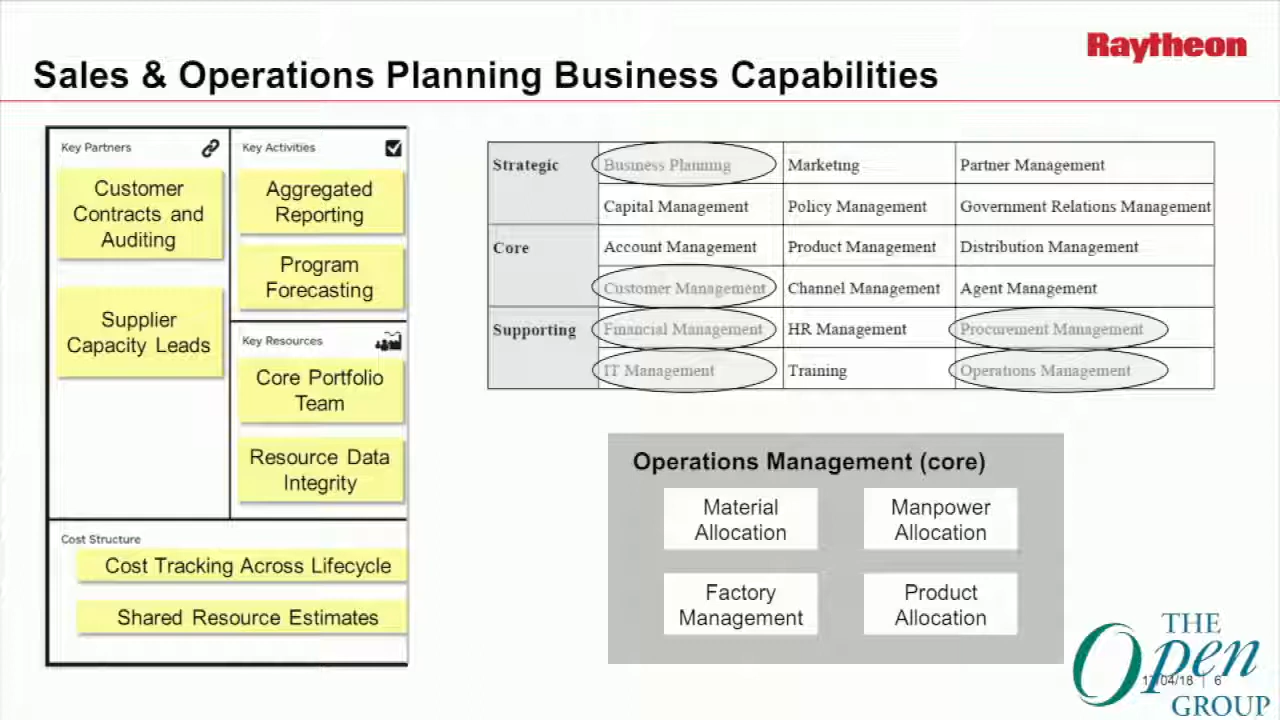 Raytheon
Sales & Operations Planning Business Capabilities
Key Partners
Customer
Contracts and
Auditing
Supplier
Capacity Leads
Key Activities
Aggregated
Reporting
Program
Forecasting
Key Resources
Core Portfolio
Team
Resource Data
Integrity
Cost Structure
Cost Tracking Across Lifecycle
Shared Resource Estimates
Strategic Business Planning Marketing Partner Management
Capital Management Policy Management Government Relations Management
Core Account Management Product Management Distribution Management
Customer Management Channel Management Agent Management
Supporting Financial Management HR Management Procurement Management
IT Management Training Operations Management
Operations Management (core)
Material
Allocation
Manpower
Allocation
Factory
Management
Product
Allocation
THE
Open
GROUP
/04/18 | 6